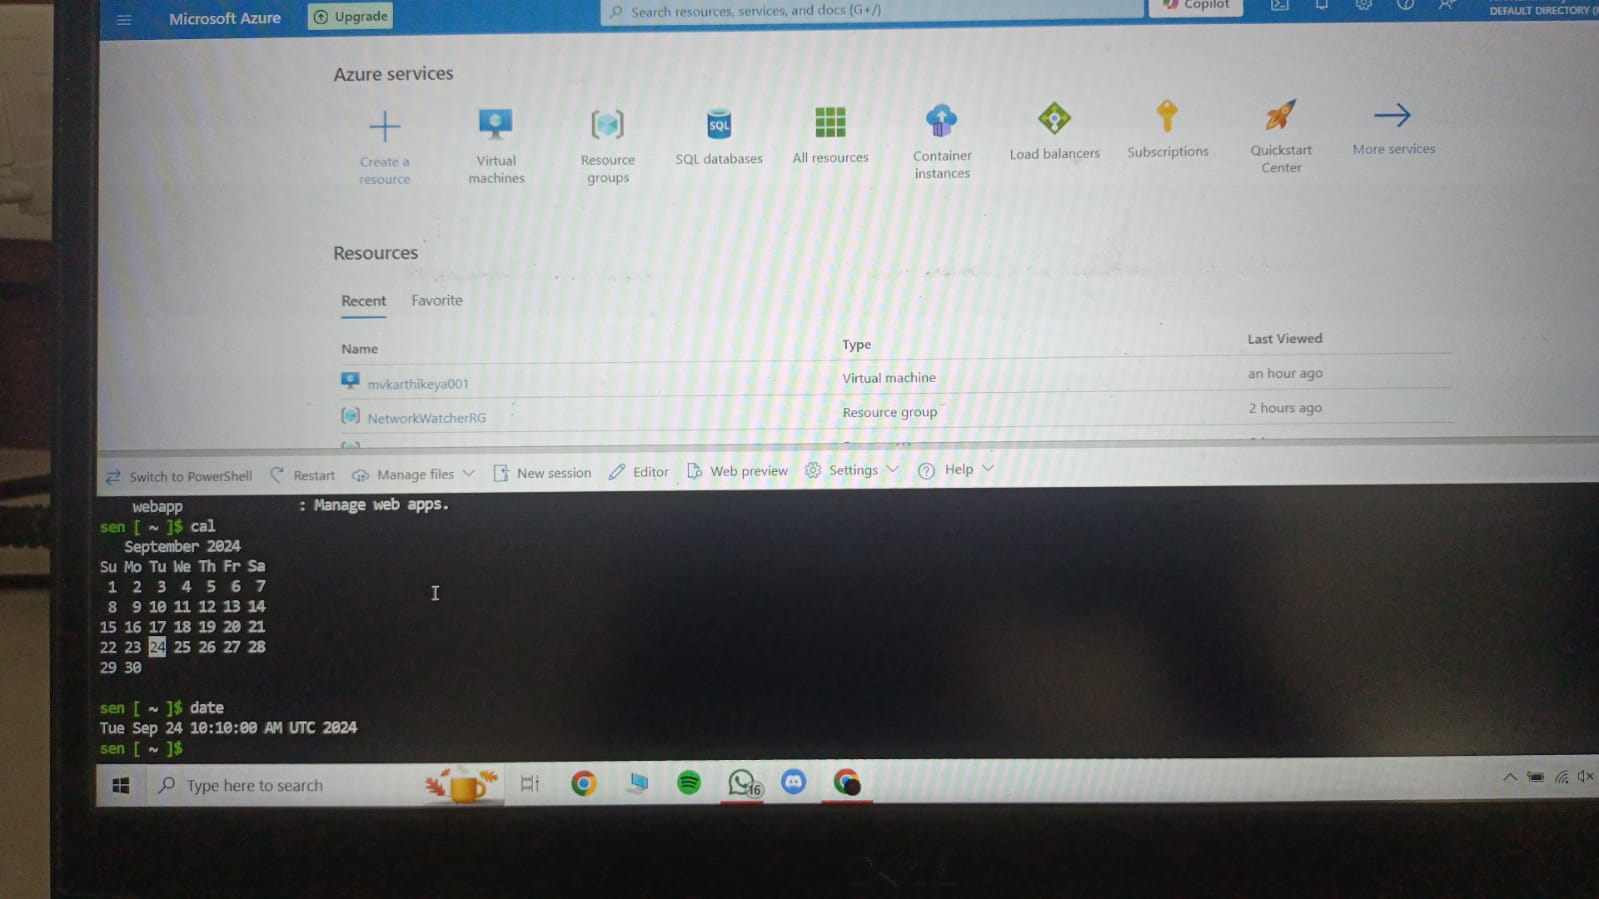 Microsoft Azure
Upgrade
Search resources, services, and docs (G+/)
Copilot
DEFAULT DIRECTORY
Azure services
Create a resource
Virtual machines
Resource groups
SQL
SQL databases
All resources
Container instances
Load balancers
Subscriptions
Quickstart Center
More services
Resources
Recent Favorite
Name Type Last Viewed
mvkarthikeya001 Virtual machine an hour ago
NetworkWatcherRG Resource group 2 hours ago
Switch to PowerShell Restart Manage files New session Editor Web preview Settings Help
webapp : Manage web apps.
sen [ ~ ]$ cal
September 2024
Su Mo Tu We Th Fr Sa
1 2 3 4 5 6 7
8 9 10 11 12 13 14
15 16 17 18 19 20 21
22 23 24 25 26 27 28
29 30
sen [ ~ ]$ date
Tue Sep 24 10:10:00 AM UTC 2024
sen [ ~ ]$
Type here to search
16
DELL